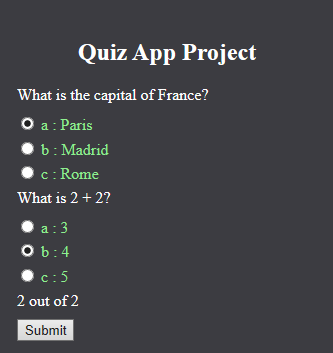 Quiz App Project
What is the capital of France?
a : Paris
b : Madrid
c : Rome
What is 2 + 2?
a : 3
b : 4
c : 5
2 out of 2
Submit